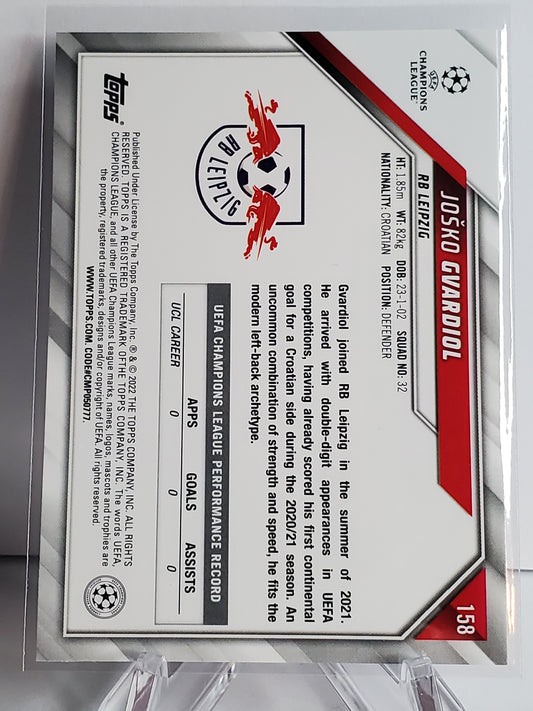 UEFA
CHAMPIONS
LEAGUE®
158
JOŠKO GVARDIOL
RB LEIPZIG
HT: 1.85m WT: 82kg DOB: 23-1-02 SQUAD NO: 32
NATIONALITY: CROATIAN POSITION: DEFENDER
Gvardiol joined RB Leipzig in the summer of 2021.
He arrived with double-digit appearances in UEFA
competitions, having already scored his first continental
goal for a Croatian side during the 2020/21 season. An
uncommon combination of strength and speed, he fits the
modern left-back archetype.
RB LEIPZIG
UEFA CHAMPIONS LEAGUE PERFORMANCE RECORD
APPS GOALS ASSISTS
UCL CAREER 0 0 0
Topps®
Published Under License by The Topps Company, Inc. ® & © 2022 THE TOPPS COMPANY, INC. ALL RIGHTS
RESERVED. TOPPS IS A REGISTERED TRADEMARK OF THE TOPPS COMPANY, INC. The words UEFA,
CHAMPIONS LEAGUE, and all other UEFA Champions League marks, names, logos, mascots and trophies are
the property, registered trademarks, designs and/or copyright of UEFA. All rights reserved.
WWW.TOPPS.COM. CODE#CMP050777.